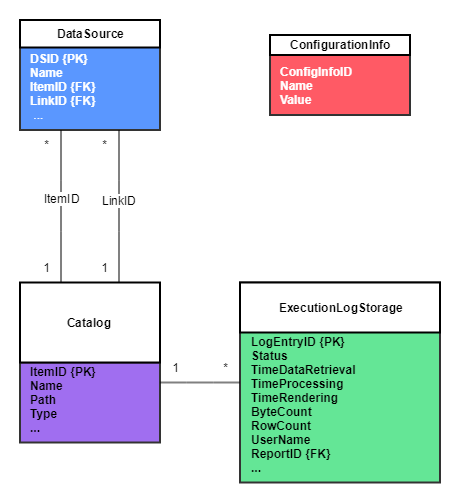 DataSource
DSID {PK}
Name
ItemID {FK}
LinkID {FK}
...
ConfigurationInfo
ConfigInfoID
Name
Value
* *
ItemID LinkID
1 1
Catalog
ItemID {PK}
Name
Path
Type
...
1 *
ExecutionLogStorage
LogEntryID {PK}
Status
TimeDataRetrieval
TimeProcessing
TimeRendering
ByteCount
RowCount
UserName
ReportID {FK}
...